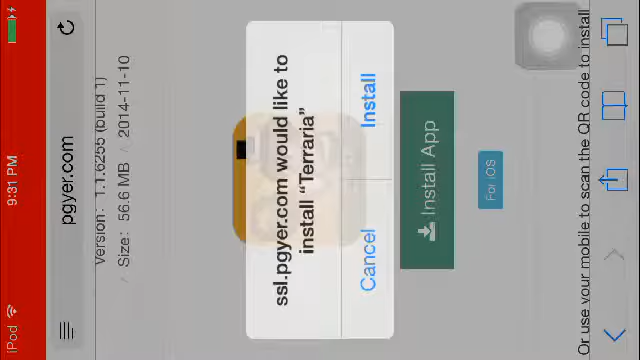 iPod 9:31 PM
pgyer.com
Version: 1.1.6255 (build 1)
Size: 56.6 MB / 2014-11-10
ssl.pgyer.com would like to
install “Terraria”
Cancel Install
Install App
For iOS
Or use your mobile to scan the QR code to install